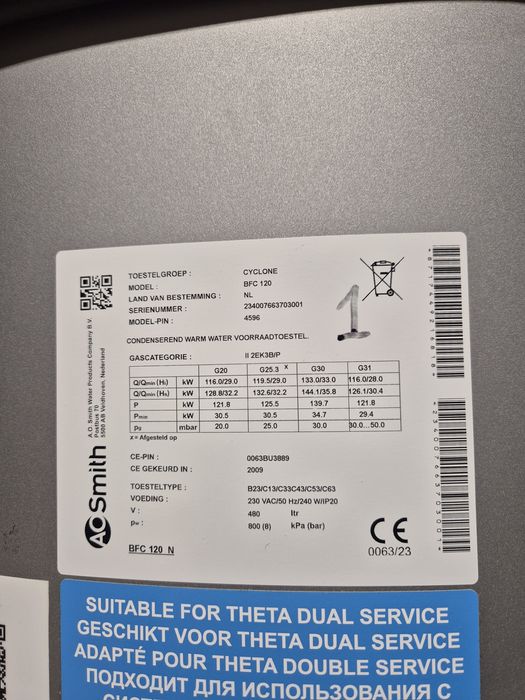 TOESTELGROEP : CYCLONE
MODEL : BFC 120
LAND VAN BESTEMMING : NL
SERIENUMMER : 234007663703001
MODEL-PIN : 4596
1
CONDENSEREND WARM WATER VOORRAADTOESTEL.
GASCATEGORIE : II 2EK3B/P
G20 G25.3 x G30 G31
Q/Qmin (Hi) kW 116.0/29.0 119.5/29.0 133.0/33.0 116.0/28.0
Q/Qmin (Hs) kW 128.8/32.2 132.6/32.2 144.1/35.8 126.1/30.4
P kW 121.8 125.5 139.7 121.8
Pmin kW 30.5 30.5 34.7 29.4
pg mbar 20.0 25.0 30.0 30.0...50.0
x = Afgesteld op
CE-PIN : 0063BU3889
CE GEKEURD IN : 2009
TOESTELTYPE : B23/C13/C33C43/C53/C63
VOEDING : 230 VAC/50 Hz/240 W/IP20
V : 480 ltr
pw : 800 (8) kPa (bar)
BFC 120 N
CE
0063/23
AO Smith
A.O. Smith Water Products Company B.V.
Postbus 70
5500 AB Veldhoven, Nederland
*8717449216818
*234007663703001*
SUITABLE FOR THETA DUAL SERVICE
GESCHIKT VOOR THETA DUAL SERVICE
ADAPTÉ POUR THETA DOUBLE SERVICE
ПОДХОДИТ ДЛЯ ИСПОЛЬЗОВАНИЯ С